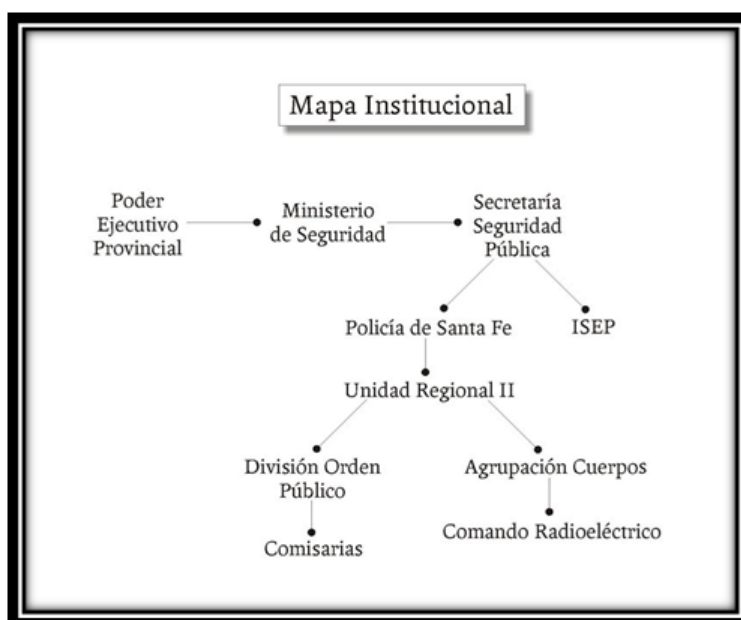 Mapa Institucional
Poder
Ejecutivo
Provincial
Ministerio
de Seguridad
Secretaría
Seguridad
Pública
Policía de Santa Fe
ISEP
Unidad Regional II
División Orden
Público
Agrupación Cuerpos
Comisarias
Comando Radioeléctrico